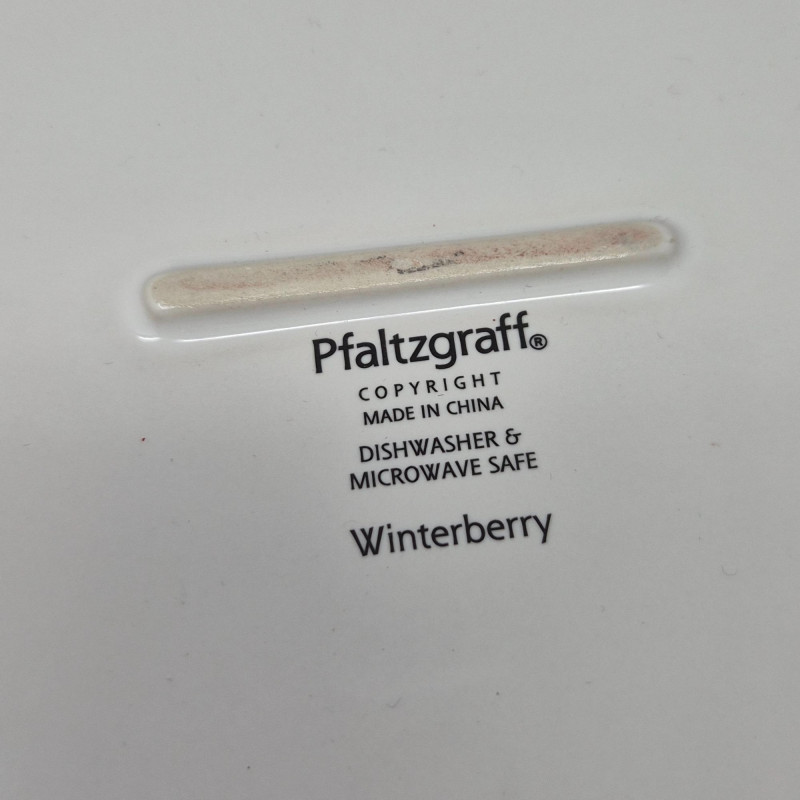 Pfaltzgraff®
COPYRIGHT
MADE IN CHINA
DISHWASHER &
MICROWAVE SAFE
Winterberry